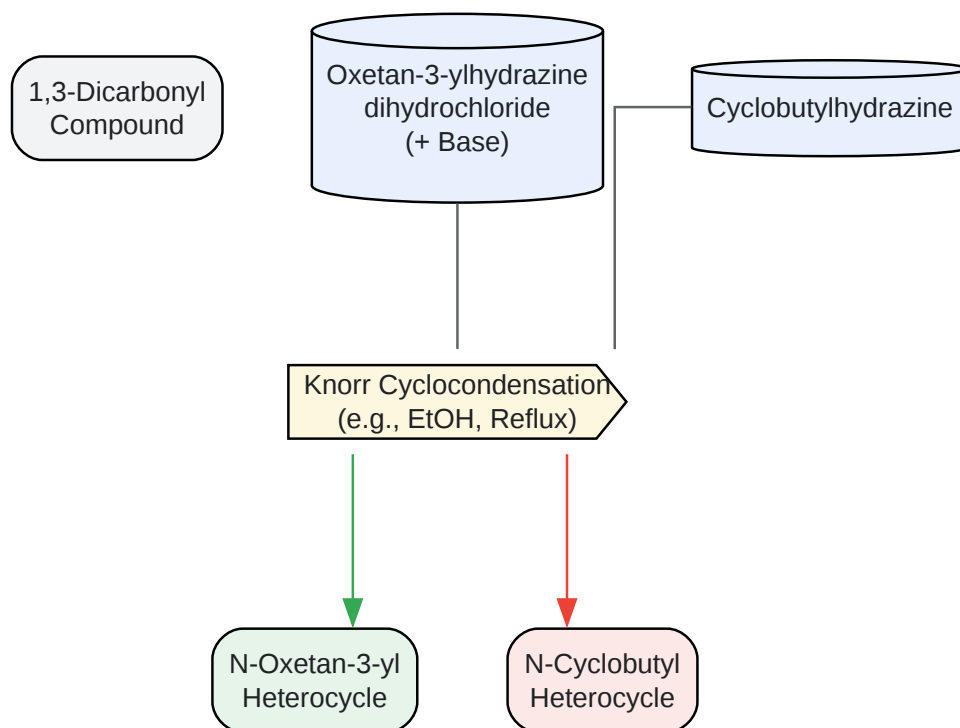 1,3-Dicarbonyl
Compound
Oxetan-3-ylhydrazine
dihydrochloride
(+ Base)
Cyclobutylhydrazine
Knorr Cyclocondensation
(e.g., EtOH, Reflux)
N-Oxetan-3-yl
Heterocycle
N-Cyclobutyl
Heterocycle